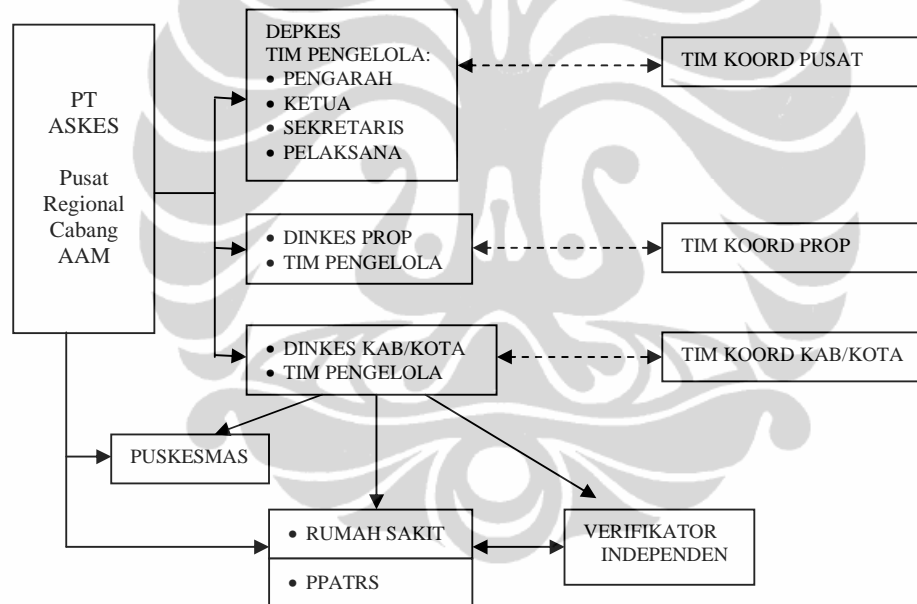 PT
ASKES
Pusat
Regional
Cabang
AAM
DEPKES
TIM PENGELOLA:
• PENGARAH
• KETUA
• SEKRETARIS
• PELAKSANA
TIM KOORD PUSAT
• DINKES PROP
• TIM PENGELOLA
TIM KOORD PROP
• DINKES KAB/KOTA
• TIM PENGELOLA
TIM KOORD KAB/KOTA
PUSKESMAS
• RUMAH SAKIT
• PPATRS
VERIFIKATOR
INDEPENDEN